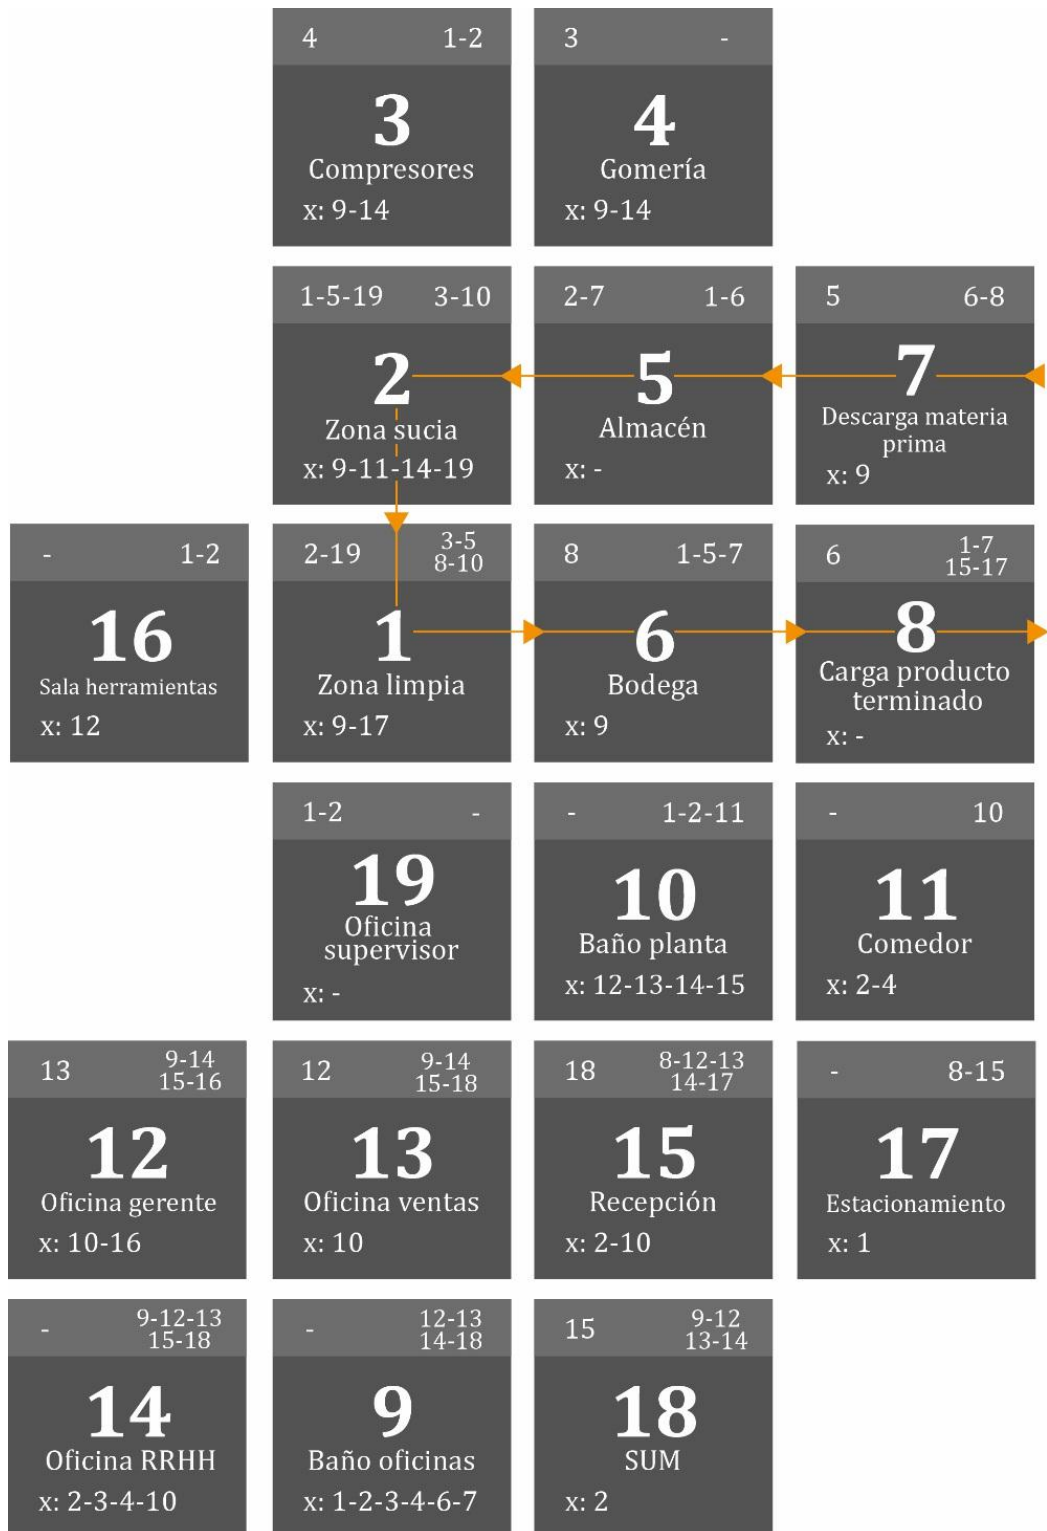 4 1-2
3
Compresores
x: 9-14
3 -
4
Gomería
x: 9-14
1-5-19 3-10
2
Zona sucia
x: 9-11-14-19
2-7 1-6
5
Almacén
x: -
5 6-8
7
Descarga materia
prima
x: 9
- 1-2
16
Sala herramientas
x: 12
2-19 3-5
8-10
1
Zona limpia
x: 9-17
8 1-5-7
6
Bodega
x: 9
6 1-7
15-17
8
Carga producto
terminado
x: -
1-2 -
19
Oficina
supervisor
x: -
- 1-2-11
10
Baño planta
x: 12-13-14-15
- 10
11
Comedor
x: 2-4
13 9-14
15-16
12
Oficina gerente
x: 10-16
12 9-14
15-18
13
Oficina ventas
x: 10
18 8-12-13
14-17
15
Recepción
x: 2-10
- 8-15
17
Estacionamiento
x: 1
- 9-12-13
15-18
14
Oficina RRHH
x: 2-3-4-10
- 12-13
14-18
9
Baño oficinas
x: 1-2-3-4-6-7
15 9-12
13-14
18
SUM
x: 2